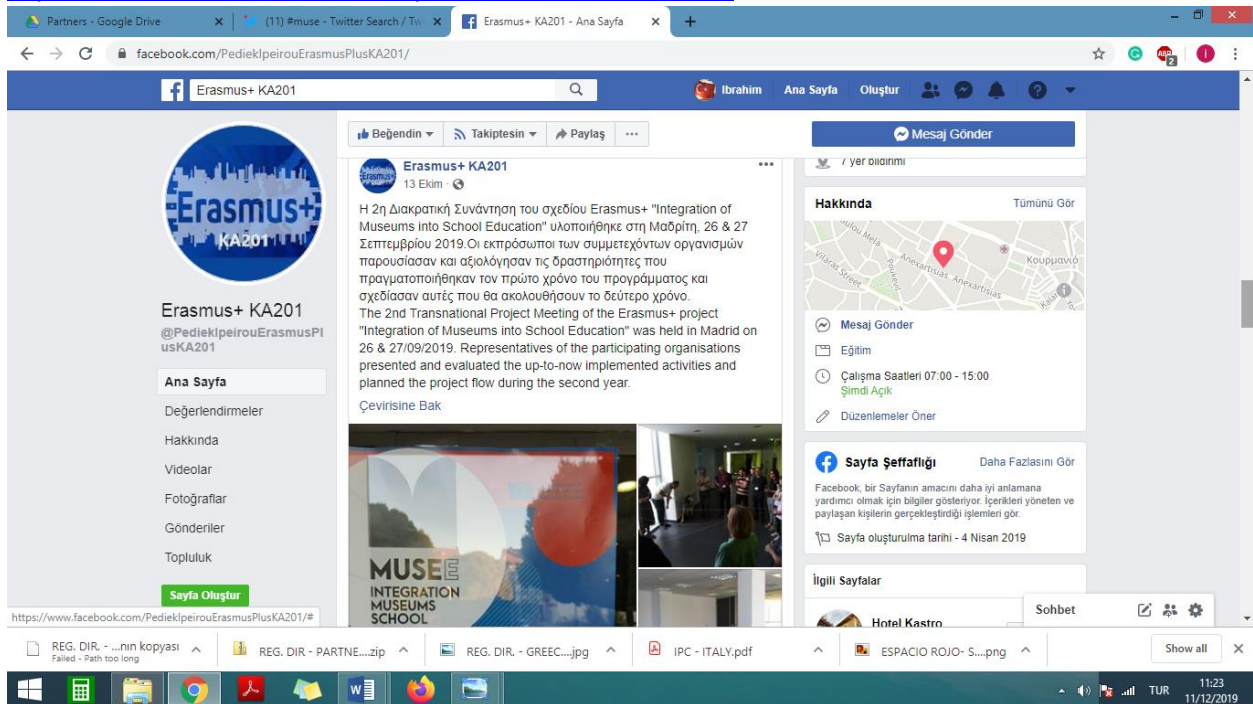 Partners - Google Drive
(11) #muse - Twitter Search / Tw
Erasmus+ KA201 - Ana Sayfa
facebook.com/PediekIpeirouErasmusPlusKA201/
Erasmus+ KA201
Ibrahim Ana Sayfa Oluştur
Beğendin Takiptesin Paylaş ...
Mesaj Gönder
Erasmus+
KA201
Erasmus+ KA201
@PediekIpeirouErasmusPl
usKA201
Ana Sayfa
Değerlendirmeler
Hakkında
Videolar
Fotoğraflar
Gönderiler
Topluluk
Sayfa Oluştur
https://www.facebook.com/PediekIpeirouErasmusPlusKA201/#
Erasmus+ KA201
13 Ekim ·
Η 2η Διακρατική Συνάντηση του σχεδίου Erasmus+ "Integration of
Museums into School Education" υλοποιήθηκε στη Μαδρίτη, 26 & 27
Σεπτεμβρίου 2019.Οι εκπρόσωποι των συμμετεχόντων οργανισμών
παρουσίασαν και αξιολόγησαν τις δραστηριότητες που
πραγματοποιήθηκαν τον πρώτο χρόνο του προγράμματος και
σχεδίασαν αυτές που θα ακολουθήσουν το δεύτερο χρόνο.
The 2nd Transnational Project Meeting of the Erasmus+ project
"Integration of Museums into School Education" was held in Madrid on
26 & 27/09/2019. Representatives of the participating organisations
presented and evaluated the up-to-now implemented activities and
planned the project flow during the second year.
Çevirisine Bak
MUSEE
INTEGRATION
MUSEUMS
SCHOOL
7 yer bildirimi
Hakkında Tümünü Gör
Vilaras Street
Anexartisias
Anexartisias
Κουρμανιό
Mesaj Gönder
Eğitim
Çalışma Saatleri 07:00 - 15:00
Şimdi Açık
Düzenlemeler Öner
Sayfa Şeffaflığı Daha Fazlasını Gör
Facebook, bir Sayfanın amacını daha iyi anlamana
yardımcı olmak için bilgiler gösteriyor. İçerikleri yöneten ve
paylaşan kişilerin gerçekleştirdiği işlemleri gör.
Sayfa oluşturulma tarihi - 4 Nisan 2019
İlgili Sayfalar
Hotel Kastro
Sohbet
REG. DIR. - ...nın kopyası
Failed - Path too long
REG. DIR - PARTNE....zip
REG. DIR. - GREEC....jpg
IPC - ITALY.pdf
ESPACIO ROJO- S....png
Show all
TUR
11:23
11/12/2019